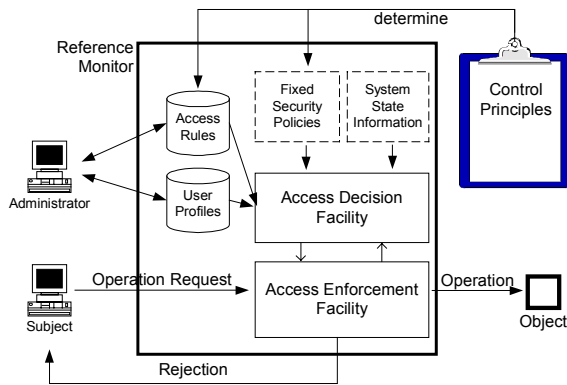 determine
Reference
Monitor
Control
Principles
Fixed
Security
Policies
System
State
Information
Access
Rules
Administrator
User
Profiles
Access Decision
Facility
Operation Request
Access Enforcement
Facility
Operation
Subject
Object
Rejection